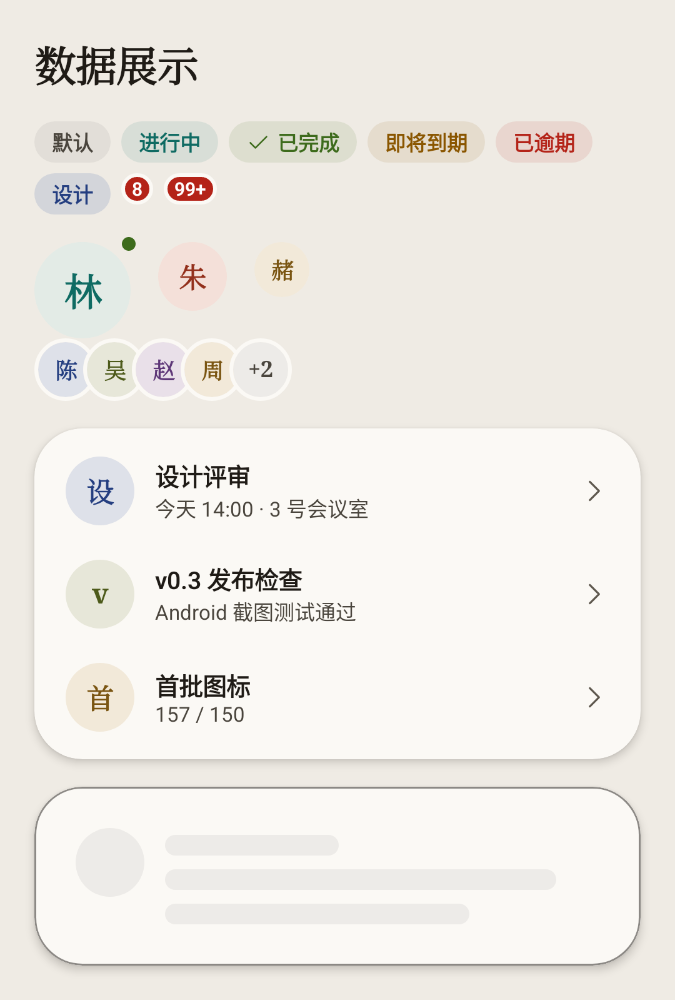 数据展示
默认 进行中 已完成 即将到期 已逾期
设计 8 99+
林 朱 赭
陈 吴 赵 周 +2
设 设计评审
今天 14:00 · 3 号会议室
v v0.3 发布检查
Android 截图测试通过
首 首批图标
157 / 150